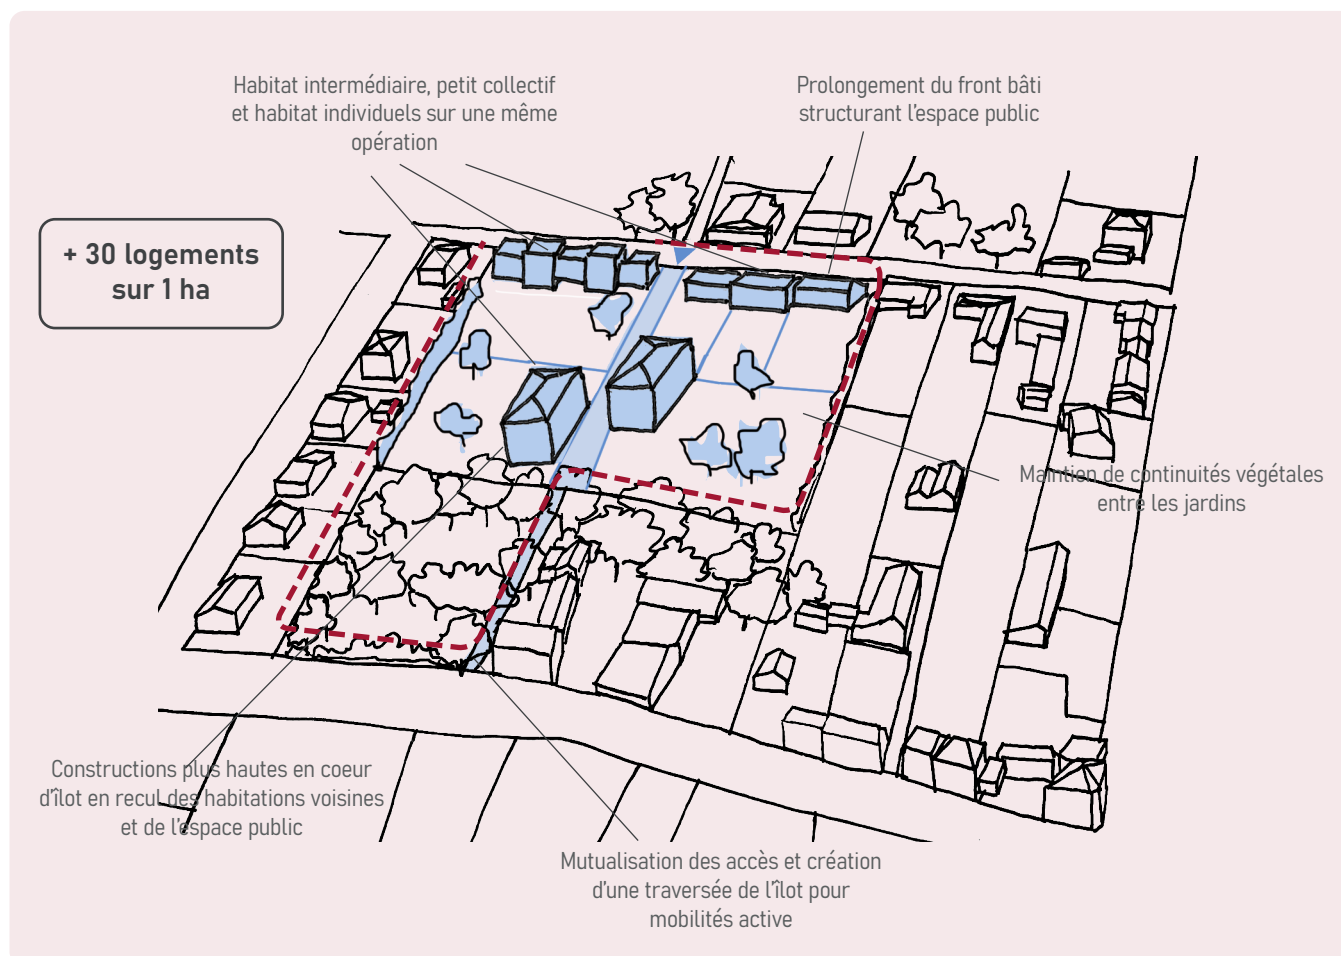 Habitat intermédiaire, petit collectif
et habitat individuels sur une même
opération
Prolongement du front bâti
structurant l'espace public
+ 30 logements
sur 1 ha
Maintien de continuités végétales
entre les jardins
Constructions plus hautes en coeur
d'îlot en recul des habitations voisines
et de l'espace public
Mutualisation des accès et création
d'une traversée de l'îlot pour
mobilités active